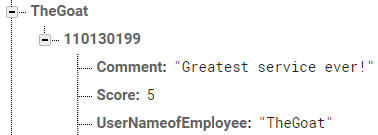 TheGoat
110130199
Comment: "Greatest service ever!"
Score: 5
UserNameofEmployee: "TheGoat"